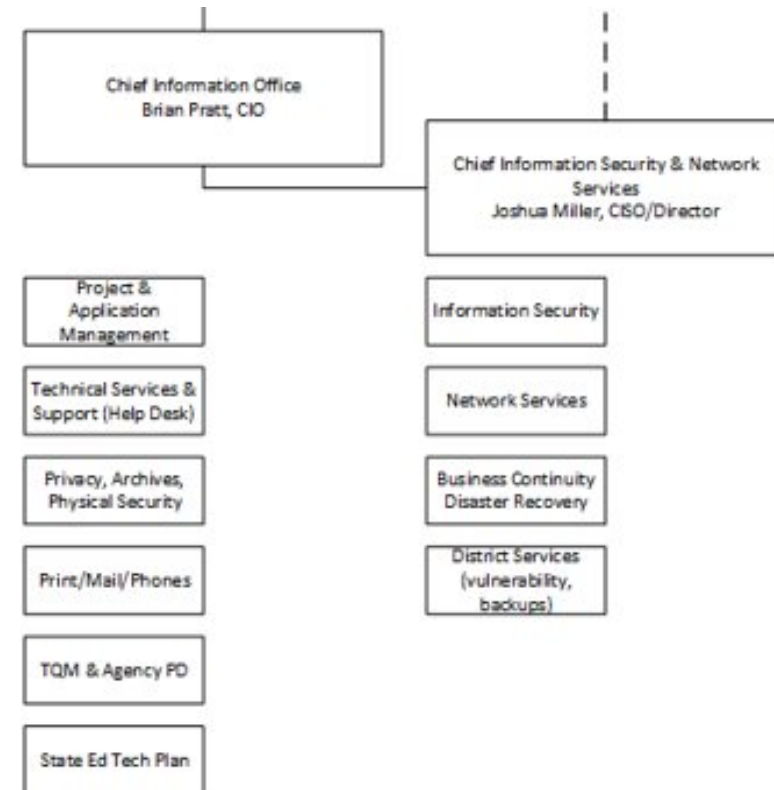 Chief Information Office
Brian Pratt, CIO
Chief Information Security & Network
Services
Joshua Miller, CISO/Director
Project &
Application
Management
Technical Services &
Support (Help Desk)
Privacy, Archives,
Physical Security
Print/Mail/Phones
TQM & Agency PD
State Ed Tech Plan
Information Security
Network Services
Business Continuity
Disaster Recovery
District Services
(vulnerability,
backups)